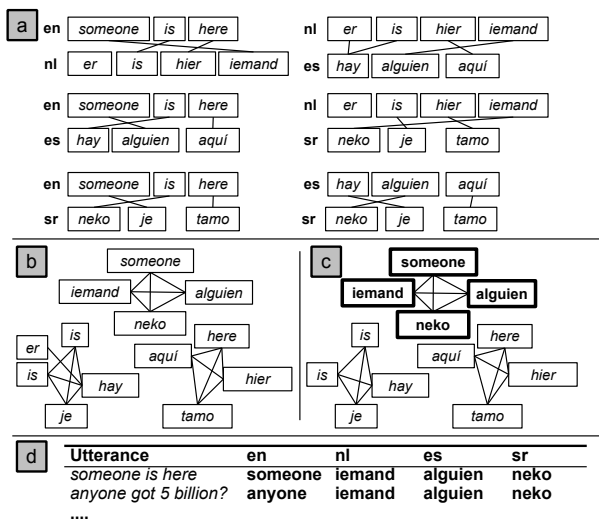 a
en someone is here
nl er is hier iemand
nl er is hier iemand
es hay alguien aquí
en someone is here
es hay alguien aquí
nl er is hier iemand
sr neko je tamo
en someone is here
sr neko je tamo
es hay alguien aquí
sr neko je tamo
b
someone
iemand alguien
neko
is
er
is
hay
je
here
aquí
hier
tamo
c
someone
iemand alguien
neko
is
is
hay
je
here
aquí
hier
tamo
d
Utterance en nl es sr
someone is here someone iemand alguien neko
anyone got 5 billion? anyone iemand alguien neko
....